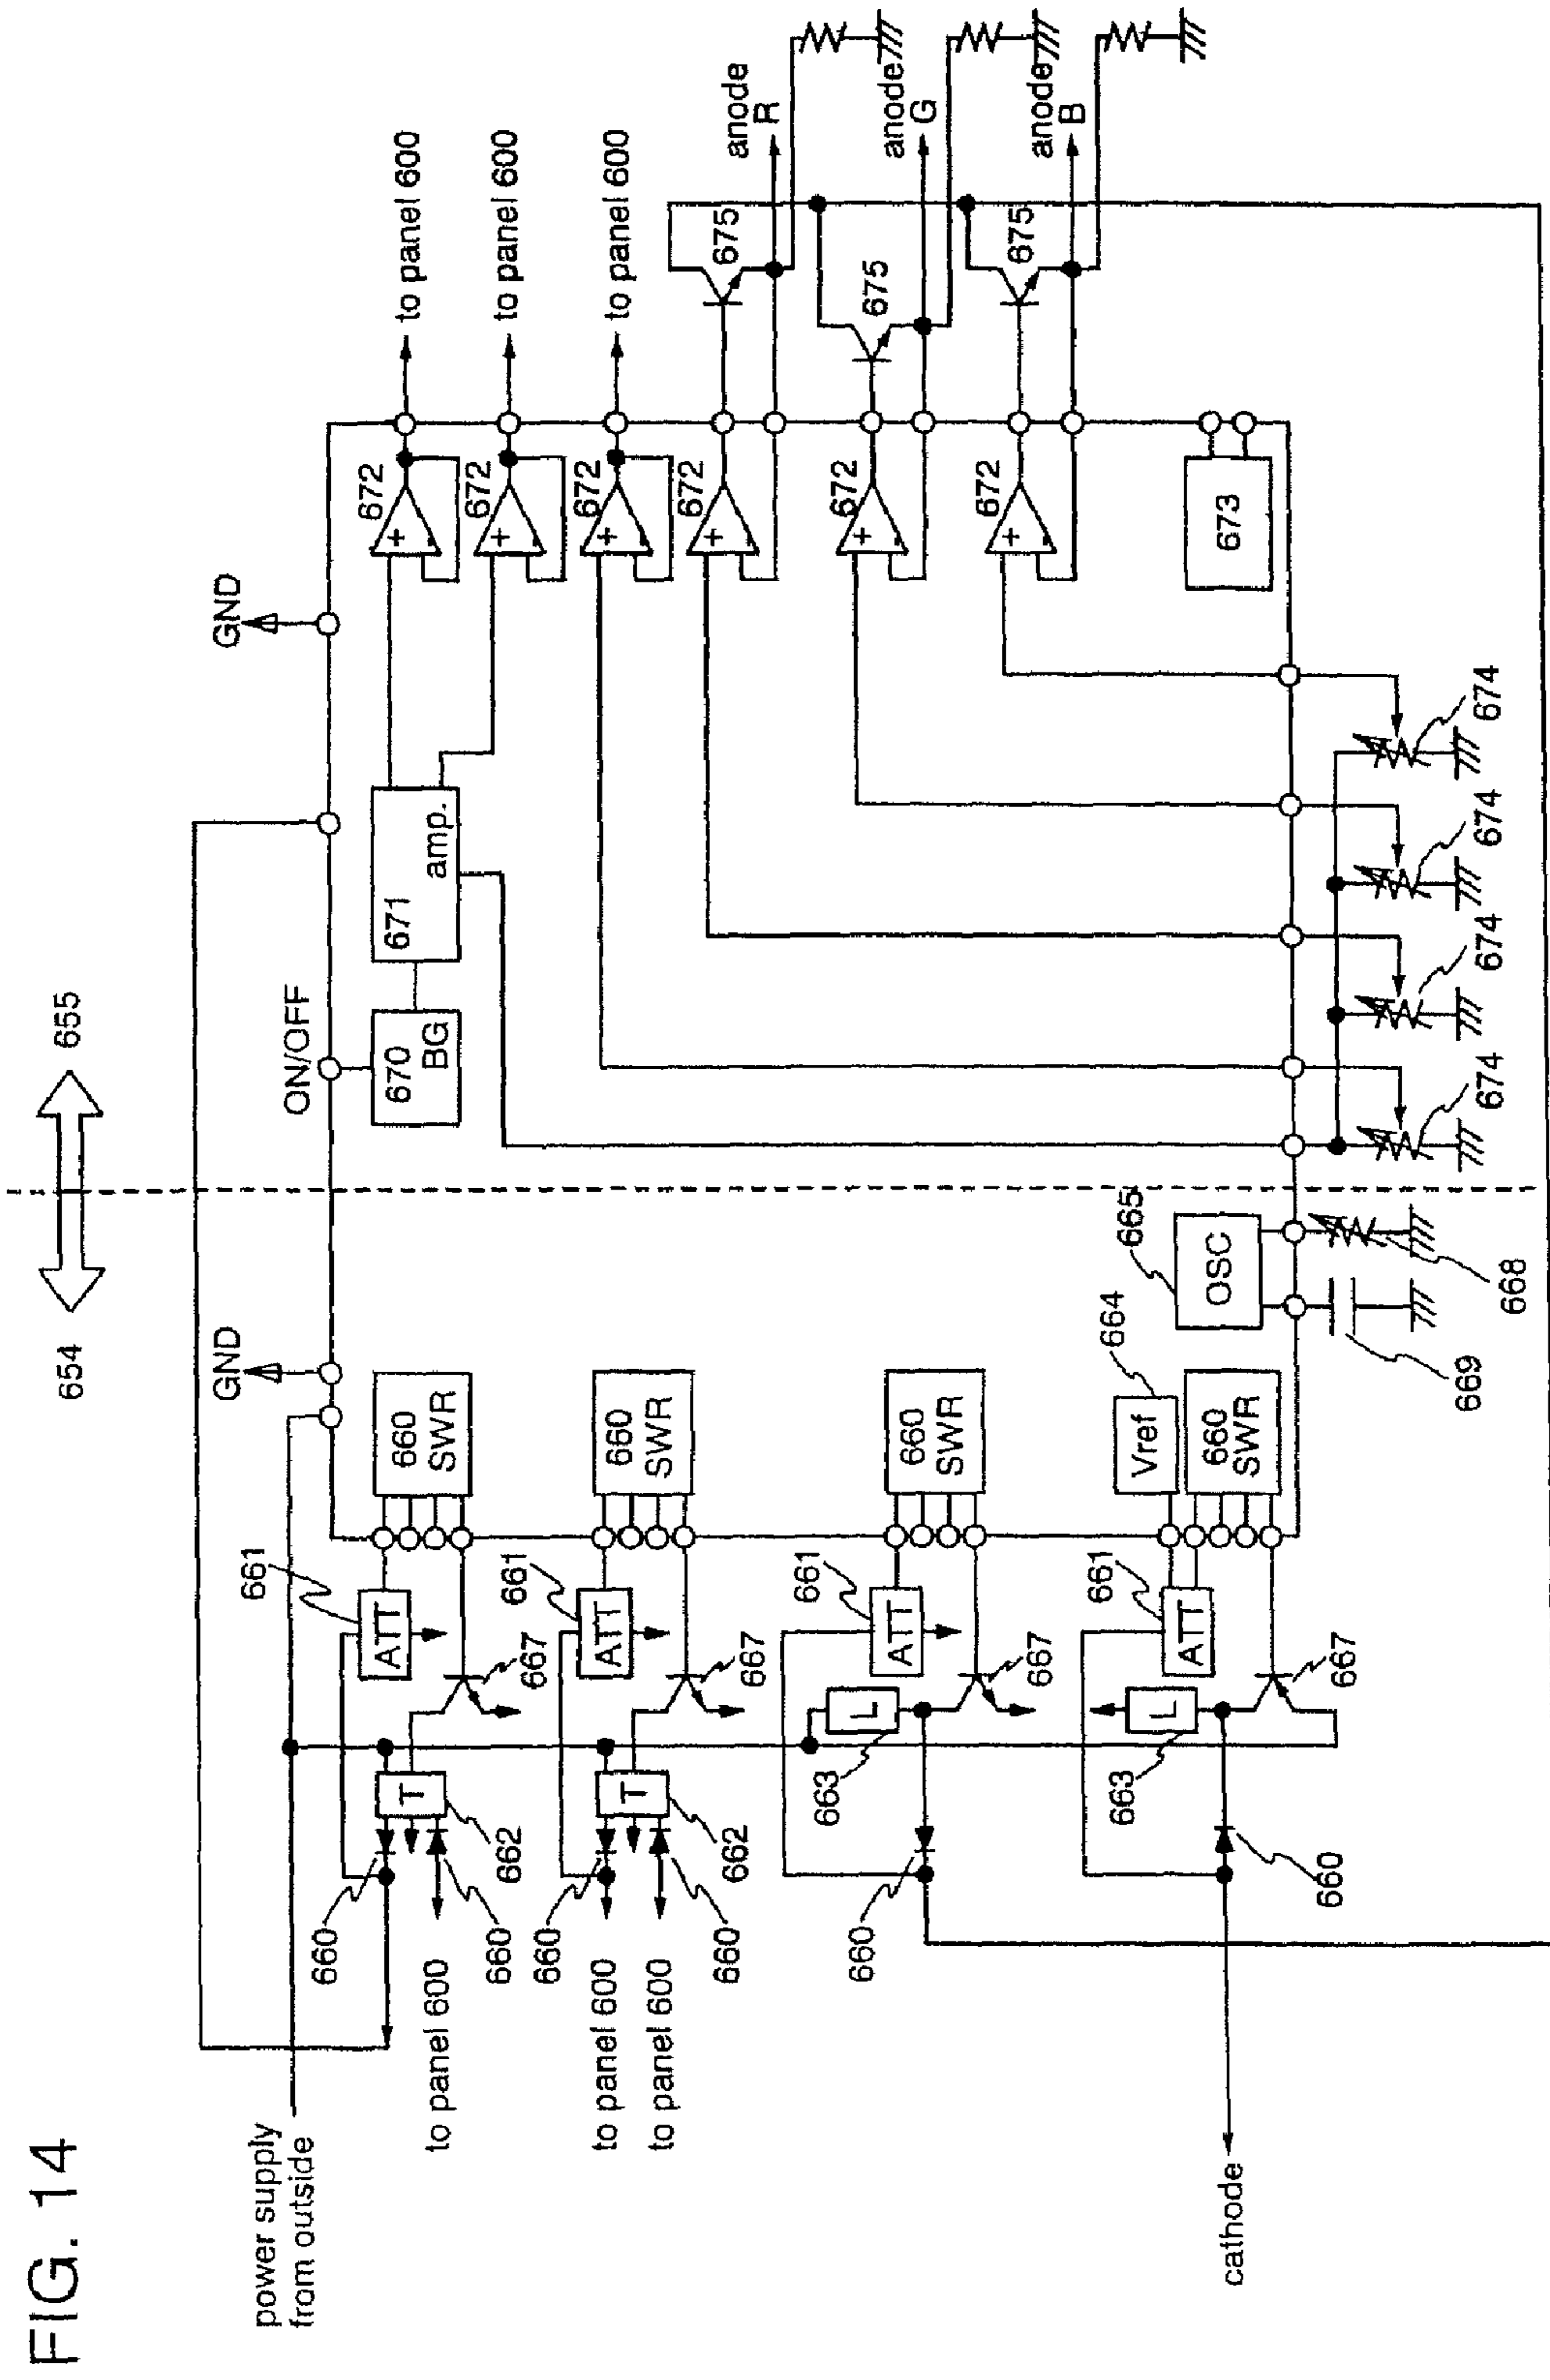 FIG. 14
654
655
power supply
from outside
GND
ON/OFF
GND
661
ATT
660
SWR
667
T
662
660
660
to panel 600
661
ATT
660
SWR
667
T
662
660
660
to panel 600
to panel 600
661
ATT
660
SWR
667
L
663
660
664
Vref
661
ATT
660
SWR
667
L
663
660
cathode
665
OSC
668
669
670
BG
671
amp.
672
+
-
to panel 600
672
+
-
to panel 600
672
+
-
to panel 600
672
+
-
675
anode
R
672
+
-
675
anode
G
672
+
-
675
anode
B
673
674
674
674
674